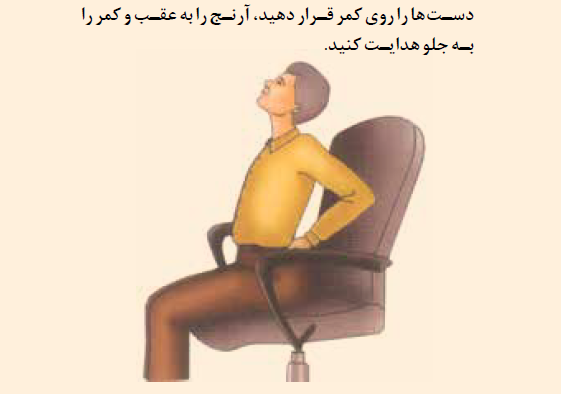 دست‌ها را روی کمر قرار دهید، آرنج را به عقب و کمر را
به جلو هدایت کنید.